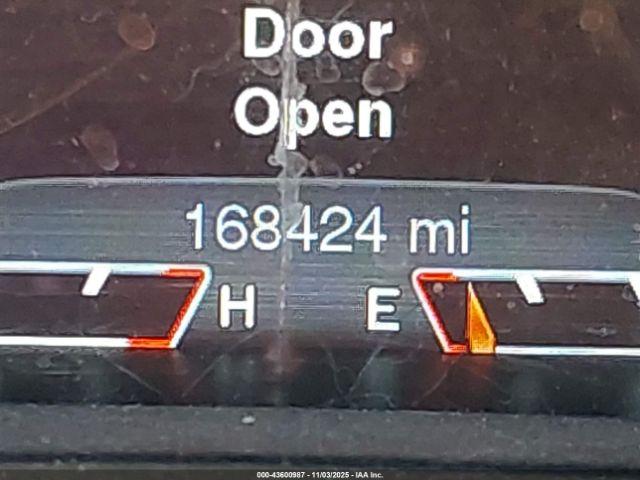 Door
Open
168424 mi
H E
000-43600987 - 11/03/2025 - IAA Inc.